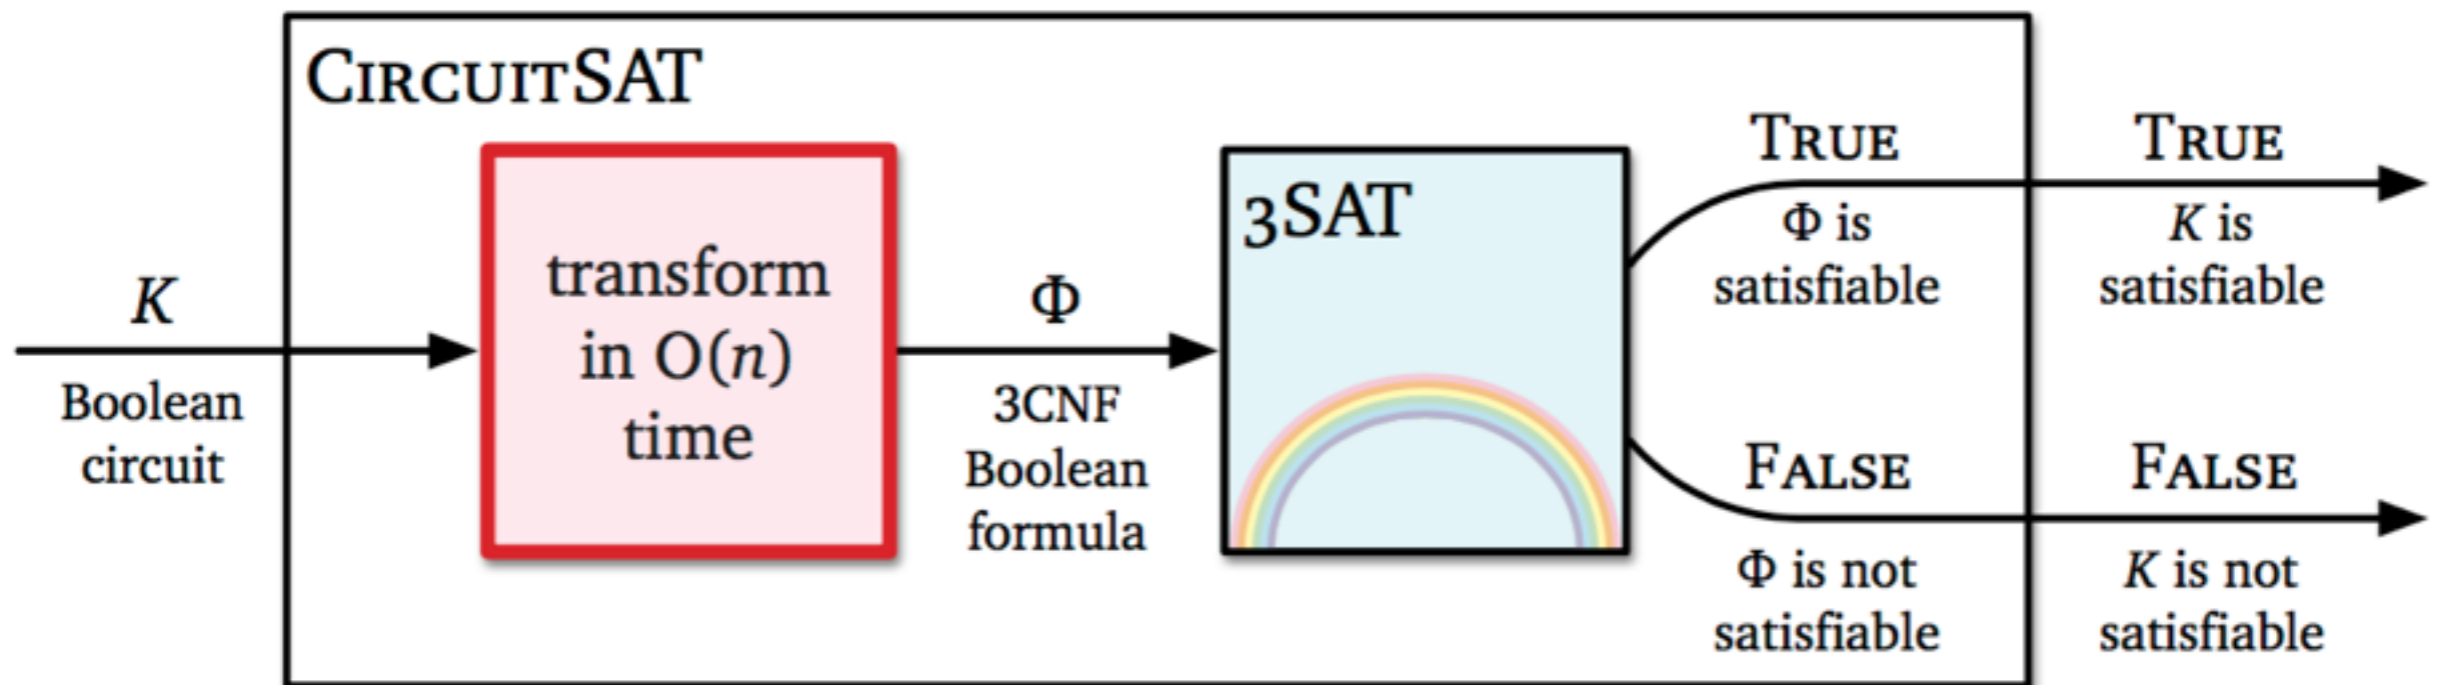 CIRCUITSAT
K
Boolean
circuit
transform
in O(n)
time
Φ
3CNF
Boolean
formula
3SAT
TRUE
Φ is
satisfiable
TRUE
K is
satisfiable
FALSE
Φ is not
satisfiable
FALSE
K is not
satisfiable